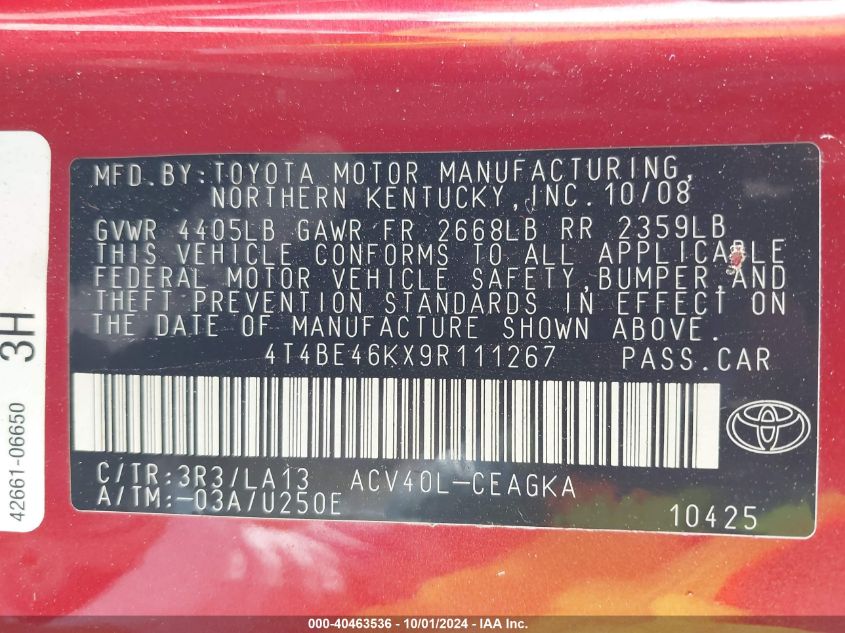 MFD.BY:TOYOTA MOTOR MANUFACTURING,
NORTHERN KENTUCKY,INC.10/08
GVWR 4405LB GAWR FR 2668LB RR 2359LB
THIS VEHICLE CONFORMS TO ALL APPLICABLE
FEDERAL MOTOR VEHICLE SAFETY,BUMPER,AND
THEFT PREVENTION STANDARDS IN EFFECT ON
THE DATE OF MANUFACTURE SHOWN ABOVE.
4T4BE46KX9R111267 PASS.CAR
C/TR:3R3/LA13 ACV40L-CEAGKA
A/TM:-03A/U250E
10425
42661-06650
3H
000-40463536 - 10/01/2024 - IAA Inc.